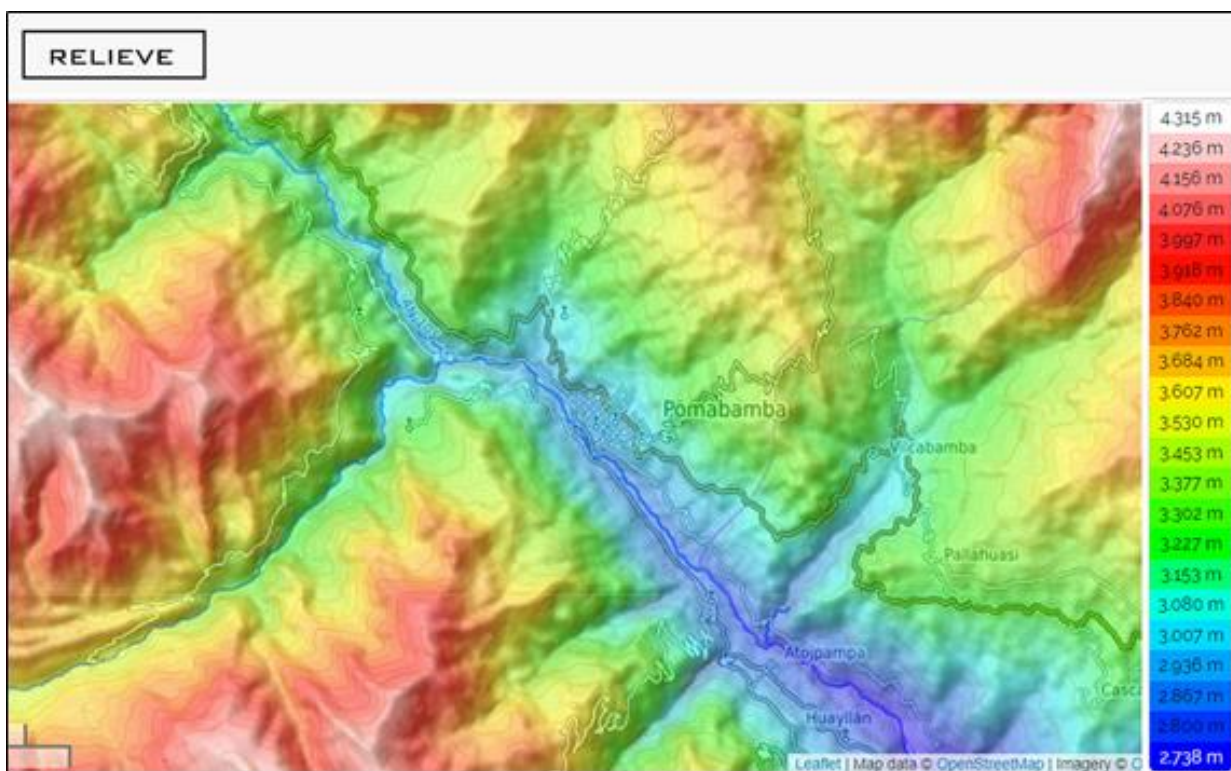 RELIEVE
4.315 m
4.236 m
4.156 m
4.076 m
3.997 m
3.918 m
3.840 m
3.762 m
3.684 m
3.607 m
3.530 m
3.453 m
3.377 m
3.302 m
3.227 m
3.153 m
3.080 m
3.007 m
2.936 m
2.867 m
2.800 m
2.738 m
Pomabamba
Vilcabamba
Pallahuasi
Atojpampa
Casca
Huayllán
Leaflet | Map data © OpenStreetMap | Imagery ©